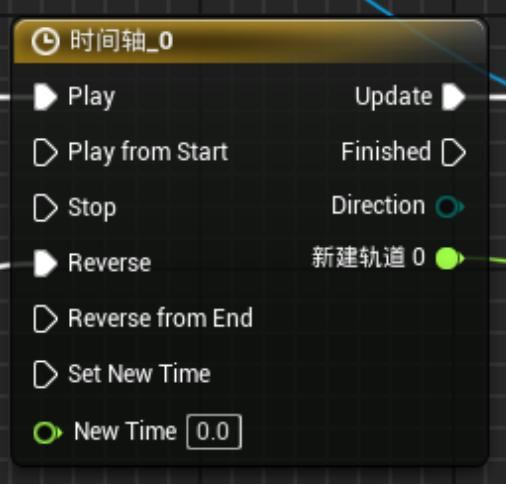 时间轴_0
Play
Update
Play from Start
Finished
Stop
Direction
Reverse
新建轨道 0
Reverse from End
Set New Time
New Time 0.0